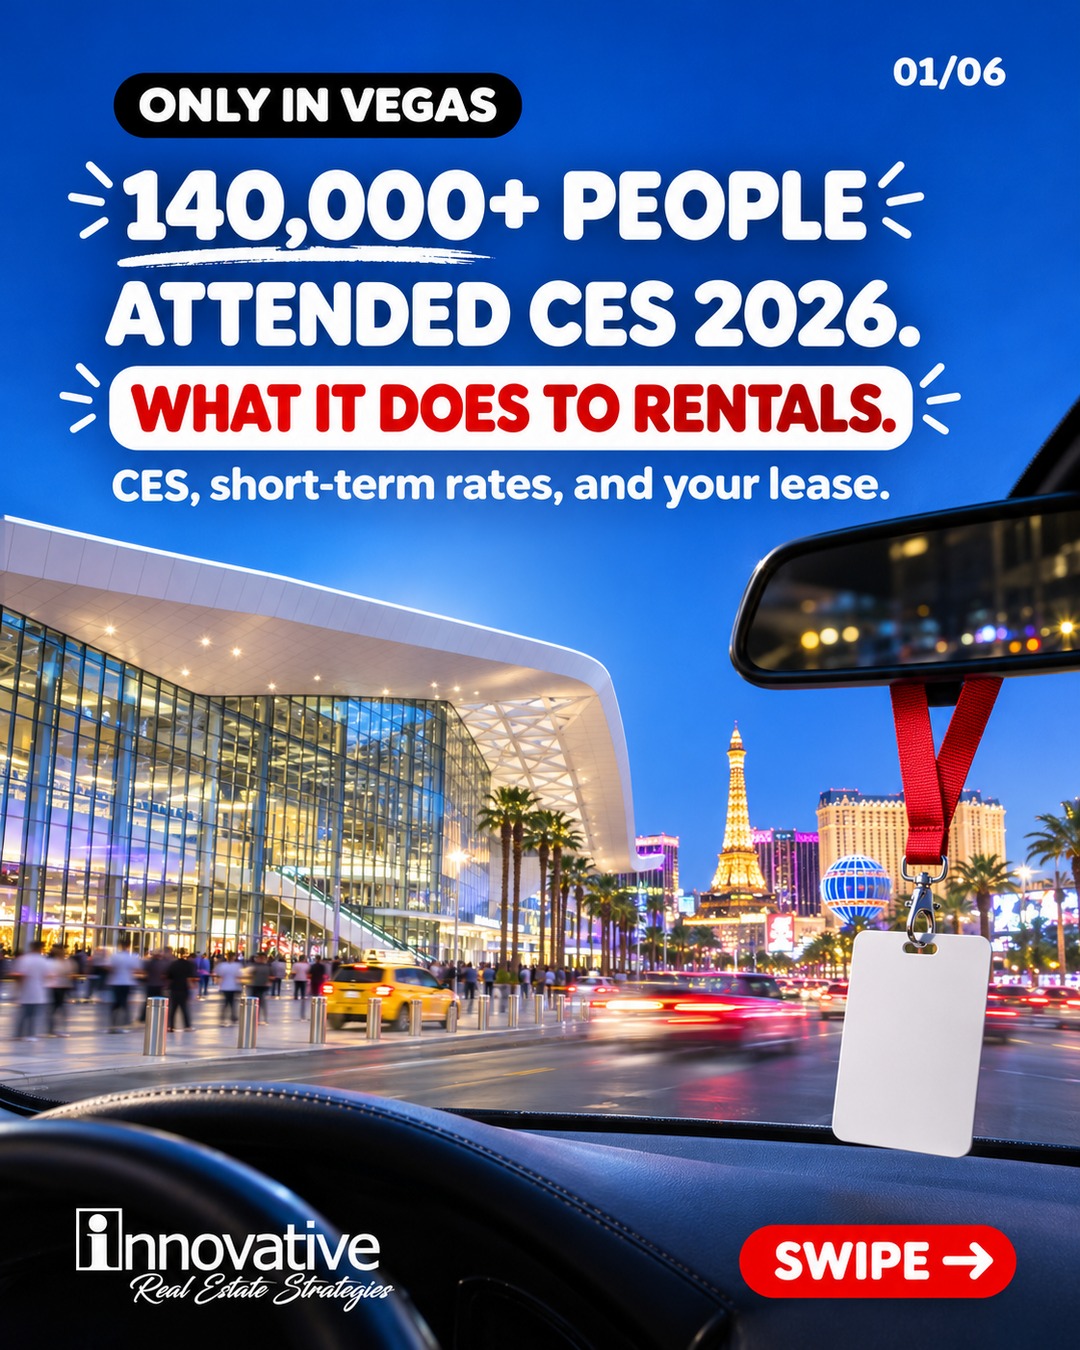 01/06
ONLY IN VEGAS
140,000+ PEOPLE
ATTENDED CES 2026.
WHAT IT DOES TO RENTALS.
CES, short-term rates, and your lease.
innovative
Real Estate Strategies
SWIPE →